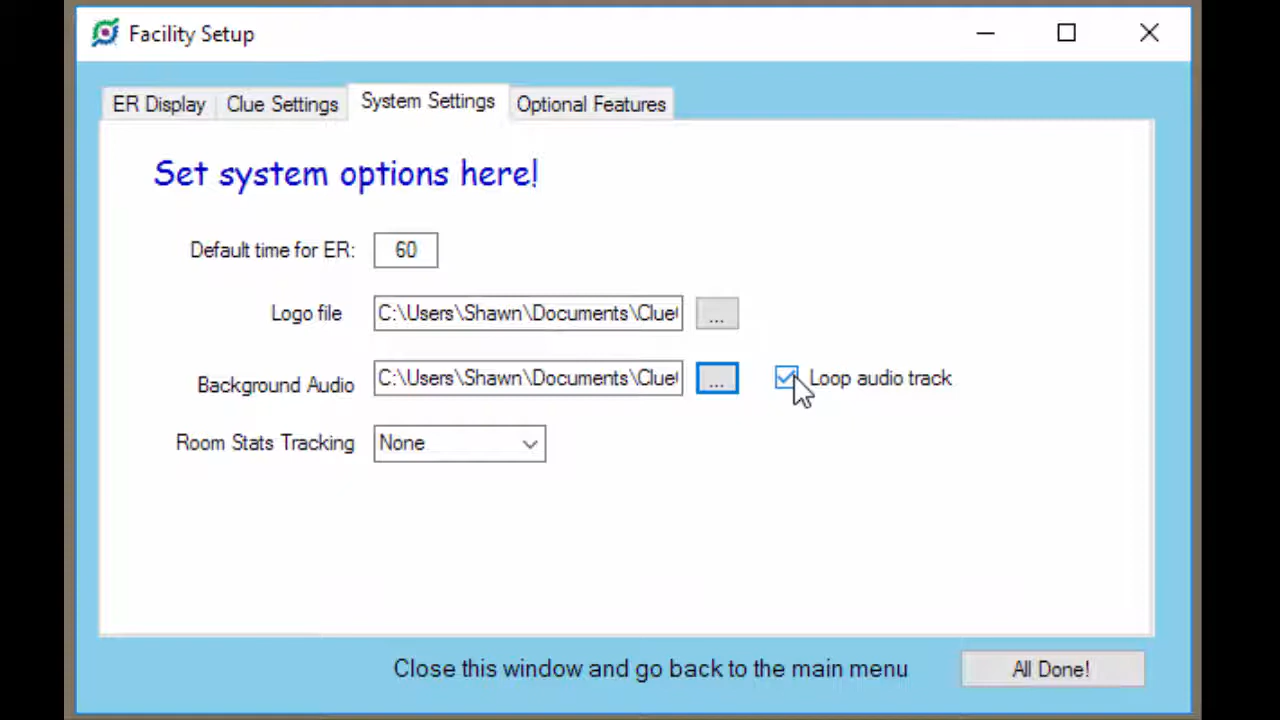 Facility Setup
ER Display Clue Settings System Settings Optional Features
Set system options here!
Default time for ER: 60
Logo file C:\Users\Shawn\Documents\Clue ...
Background Audio C:\Users\Shawn\Documents\Clue ... Loop audio track
Room Stats Tracking None
Close this window and go back to the main menu All Done!